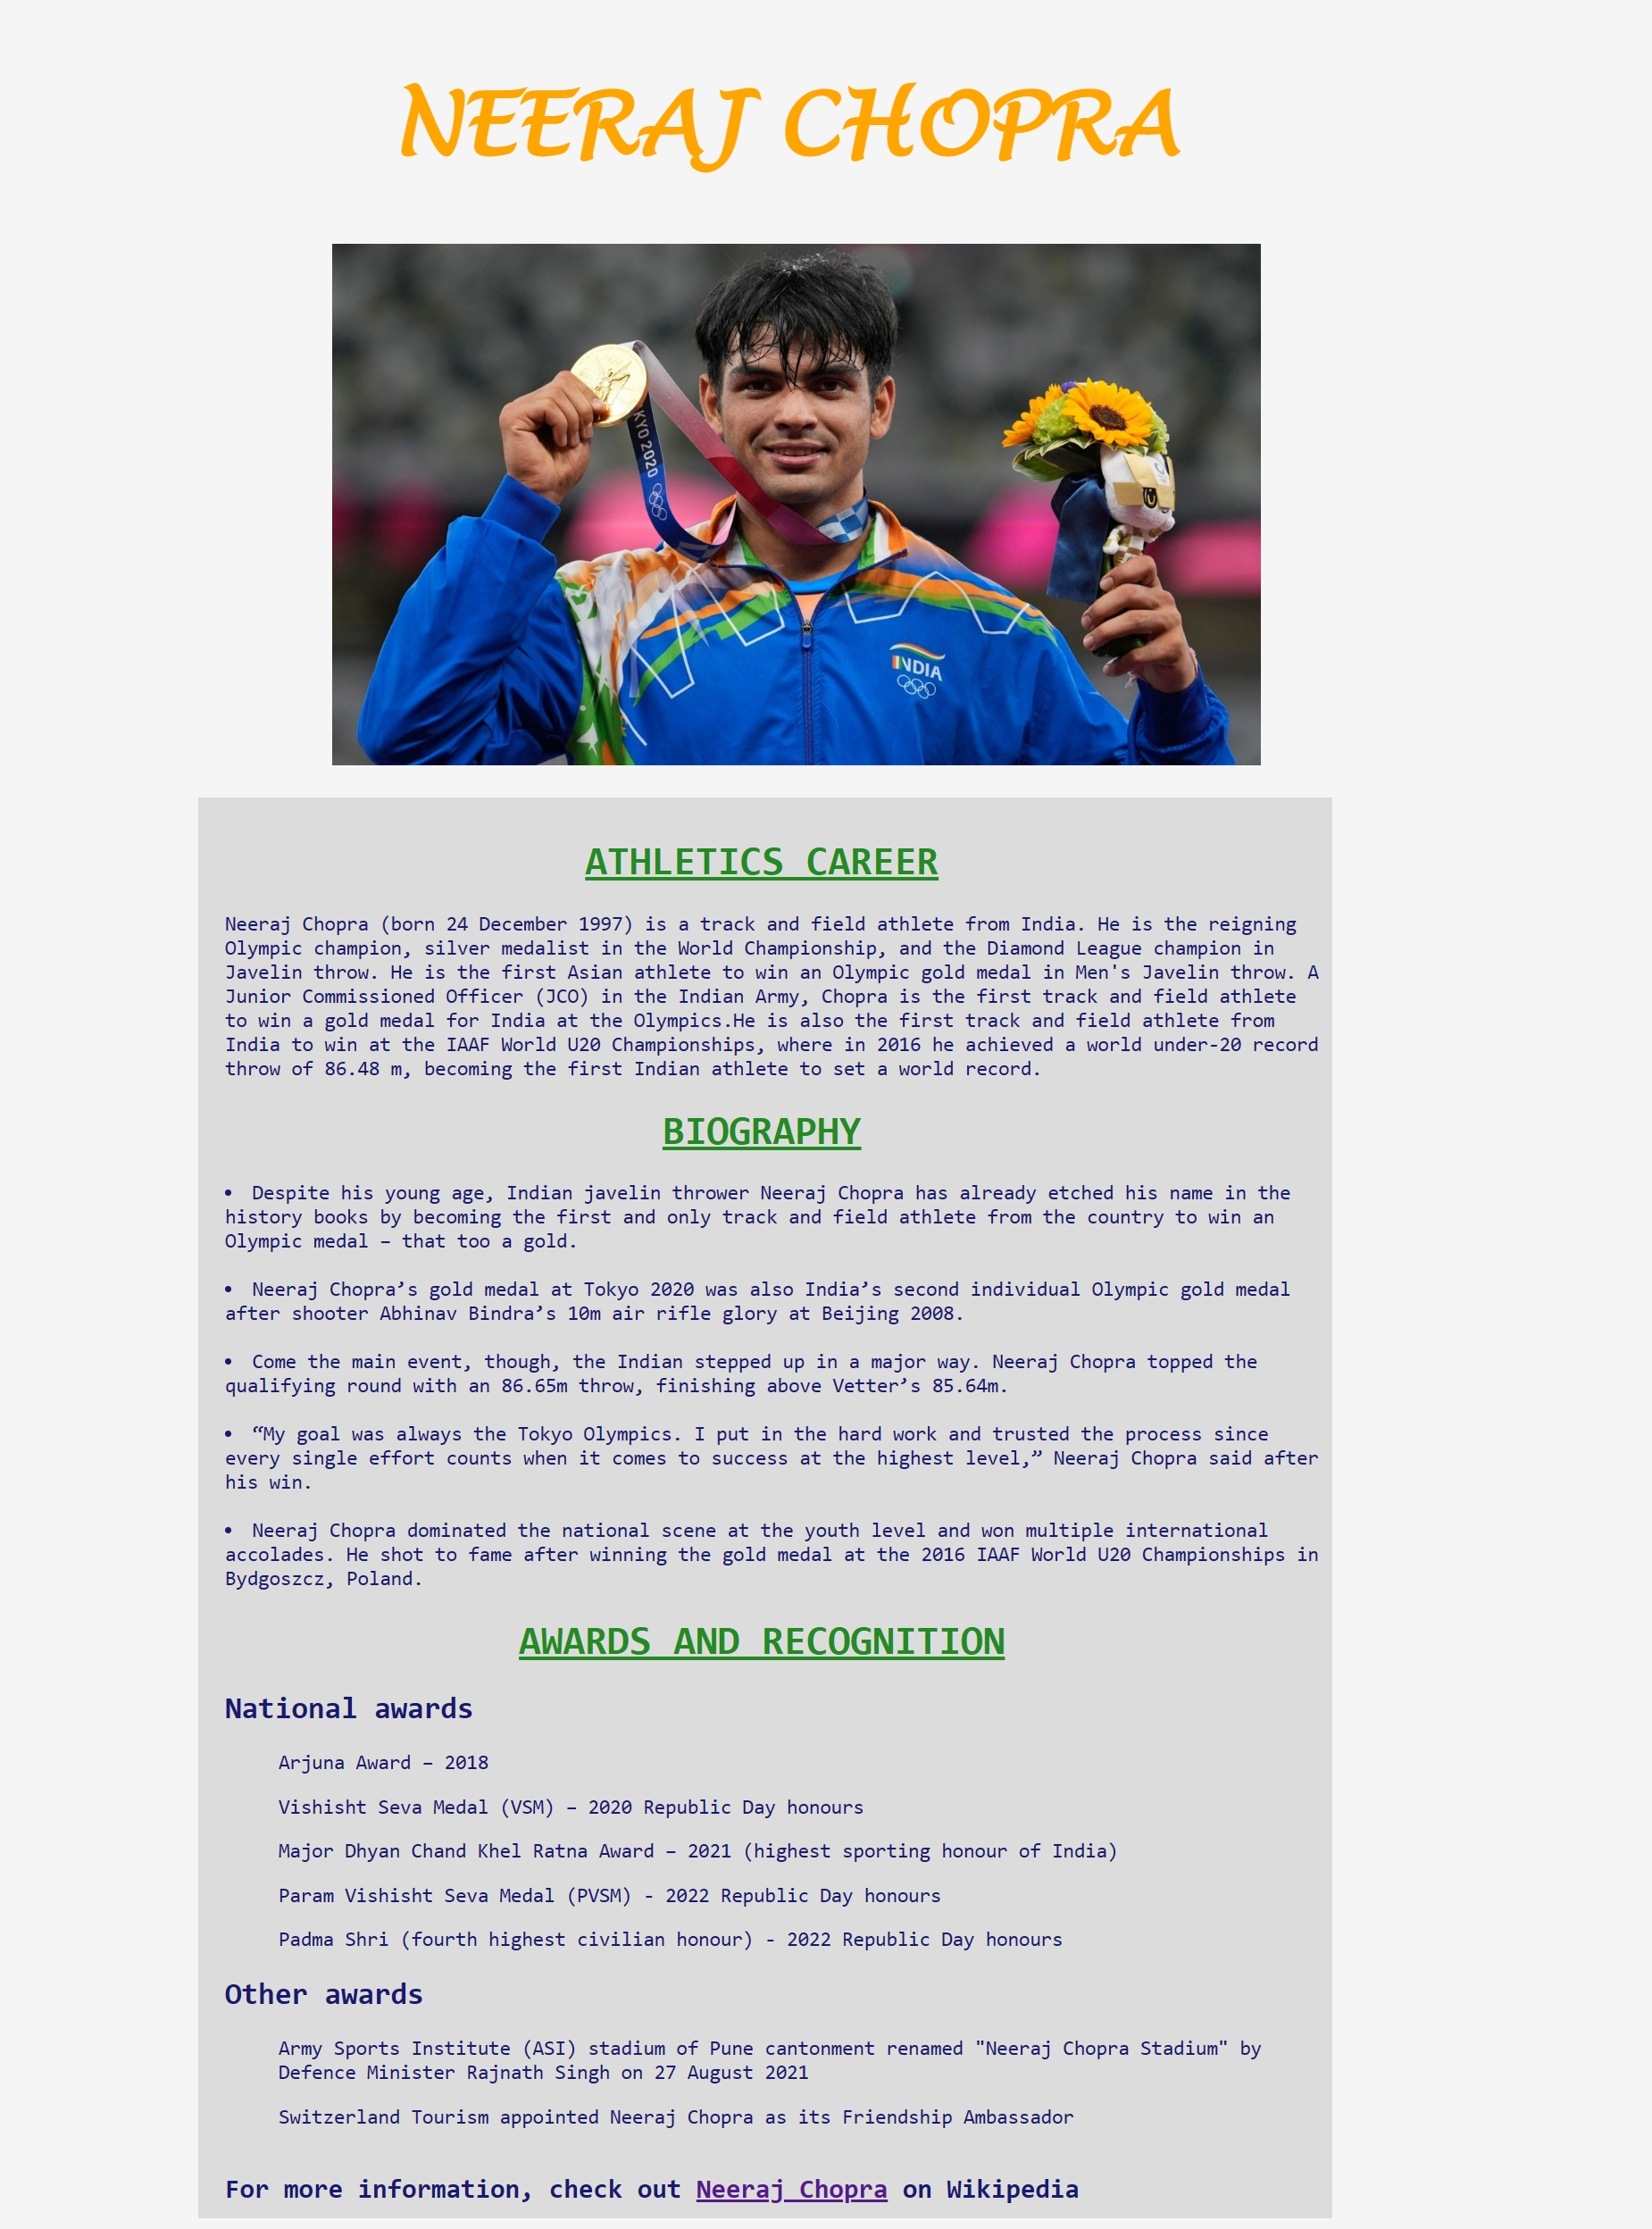 NEERAJ CHOPRA
KYO 2020
INDIA
ATHLETICS CAREER
Neeraj Chopra (born 24 December 1997) is a track and field athlete from India. He is the reigning
Olympic champion, silver medalist in the World Championship, and the Diamond League champion in
Javelin throw. He is the first Asian athlete to win an Olympic gold medal in Men's Javelin throw. A
Junior Commissioned Officer (JCO) in the Indian Army, Chopra is the first track and field athlete
to win a gold medal for India at the Olympics.He is also the first track and field athlete from
India to win at the IAAF World U20 Championships, where in 2016 he achieved a world under-20 record
throw of 86.48 m, becoming the first Indian athlete to set a world record.
BIOGRAPHY
• Despite his young age, Indian javelin thrower Neeraj Chopra has already etched his name in the
history books by becoming the first and only track and field athlete from the country to win an
Olympic medal – that too a gold.
• Neeraj Chopra’s gold medal at Tokyo 2020 was also India’s second individual Olympic gold medal
after shooter Abhinav Bindra’s 10m air rifle glory at Beijing 2008.
• Come the main event, though, the Indian stepped up in a major way. Neeraj Chopra topped the
qualifying round with an 86.65m throw, finishing above Vetter’s 85.64m.
• “My goal was always the Tokyo Olympics. I put in the hard work and trusted the process since
every single effort counts when it comes to success at the highest level,” Neeraj Chopra said after
his win.
• Neeraj Chopra dominated the national scene at the youth level and won multiple international
accolades. He shot to fame after winning the gold medal at the 2016 IAAF World U20 Championships in
Bydgoszcz, Poland.
AWARDS AND RECOGNITION
National awards
Arjuna Award – 2018
Vishisht Seva Medal (VSM) – 2020 Republic Day honours
Major Dhyan Chand Khel Ratna Award – 2021 (highest sporting honour of India)
Param Vishisht Seva Medal (PVSM) - 2022 Republic Day honours
Padma Shri (fourth highest civilian honour) - 2022 Republic Day honours
Other awards
Army Sports Institute (ASI) stadium of Pune cantonment renamed "Neeraj Chopra Stadium" by
Defence Minister Rajnath Singh on 27 August 2021
Switzerland Tourism appointed Neeraj Chopra as its Friendship Ambassador
For more information, check out Neeraj Chopra on Wikipedia